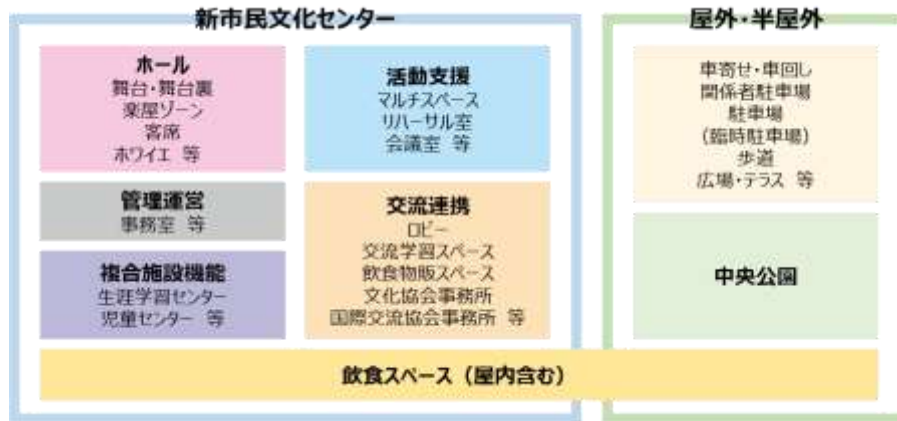 新市民文化センター
ホール
舞台・舞台裏
楽屋ゾーン
客席
ホワイエ 等
管理運営
事務室 等
複合施設機能
生涯学習センター
児童センター 等
活動支援
マルチスペース
リハーサル室
会議室 等
交流連携
ロビー
交流学習スペース
飲食物販スペース
文化協会事務所
国際交流協会事務所 等
屋外・半屋外
車寄せ・車回し
関係者駐車場
駐車場
(臨時駐車場)
歩道
広場・テラス 等
中央公園
飲食スペース(屋内含む)